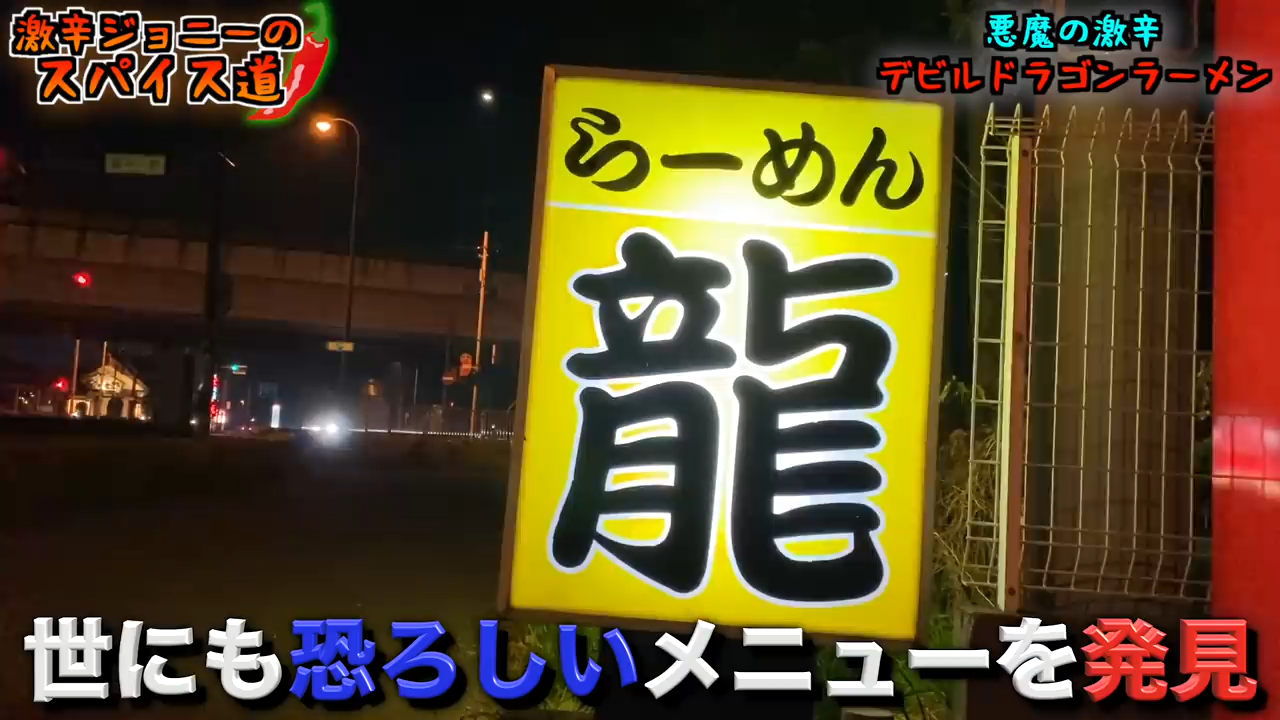 激辛ジョニーの
スパイス道
悪魔の激辛
デビルドラゴンラーメン
らーめん
龍
世にも恐ろしいメニューを発見